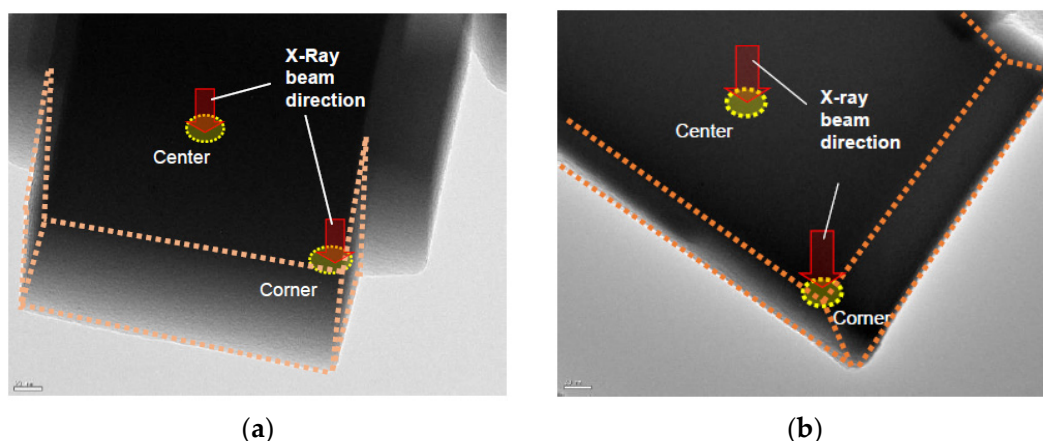 X-Ray
beam
direction
Center
Corner
X-ray
beam
direction
Center
Corner
(a)
(b)